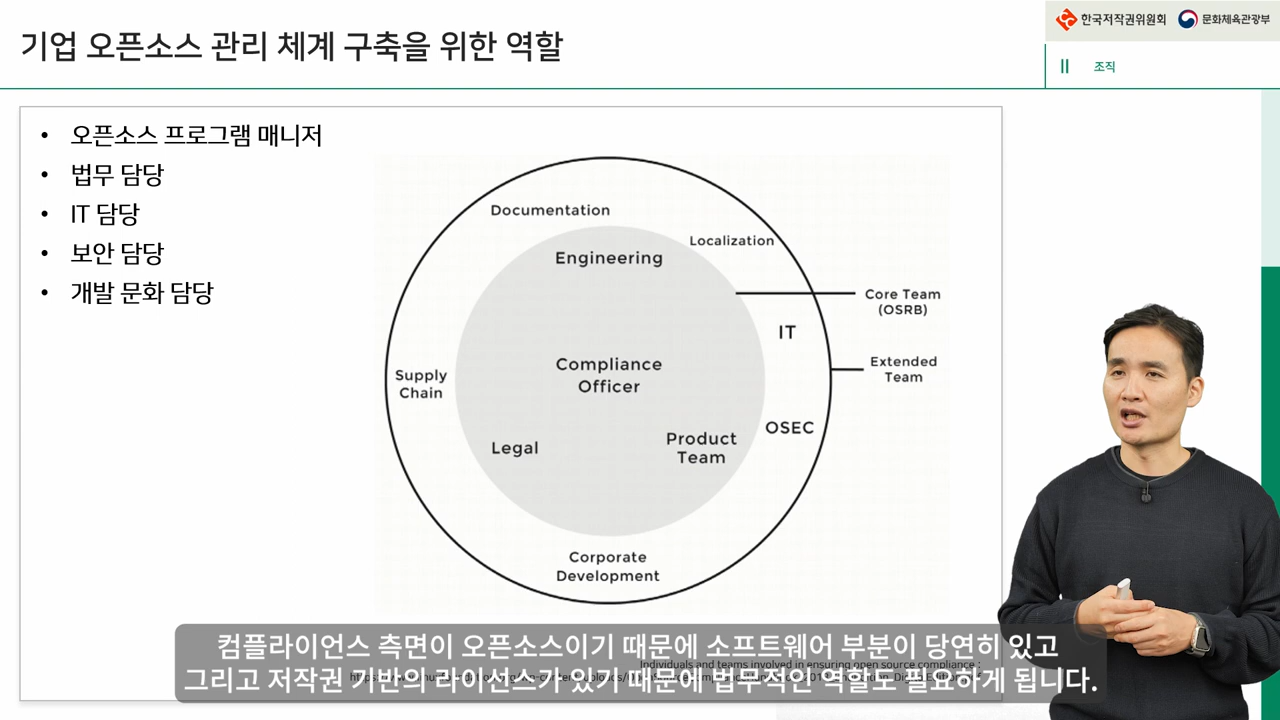 기업 오픈소스 관리 체계 구축을 위한 역할
한국저작권위원회
문화체육관광부
II 조직
• 오픈소스 프로그램 매니저
• 법무 담당
• IT 담당
• 보안 담당
• 개발 문화 담당
Documentation
Localization
Engineering
Core Team
(OSRB)
IT
Extended
Team
Compliance
Officer
Supply
Chain
OSEC
Legal
Product
Team
Corporate
Development
Individuals and teams involved in ensuring open source compliance :
컴플라이언스 측면이 오픈소스이기 때문에 소프트웨어 부분이 당연히 있고
그리고 저작권 기반의 라이선스가 있기 때문에 법무적인 역할도 필요하게 됩니다.